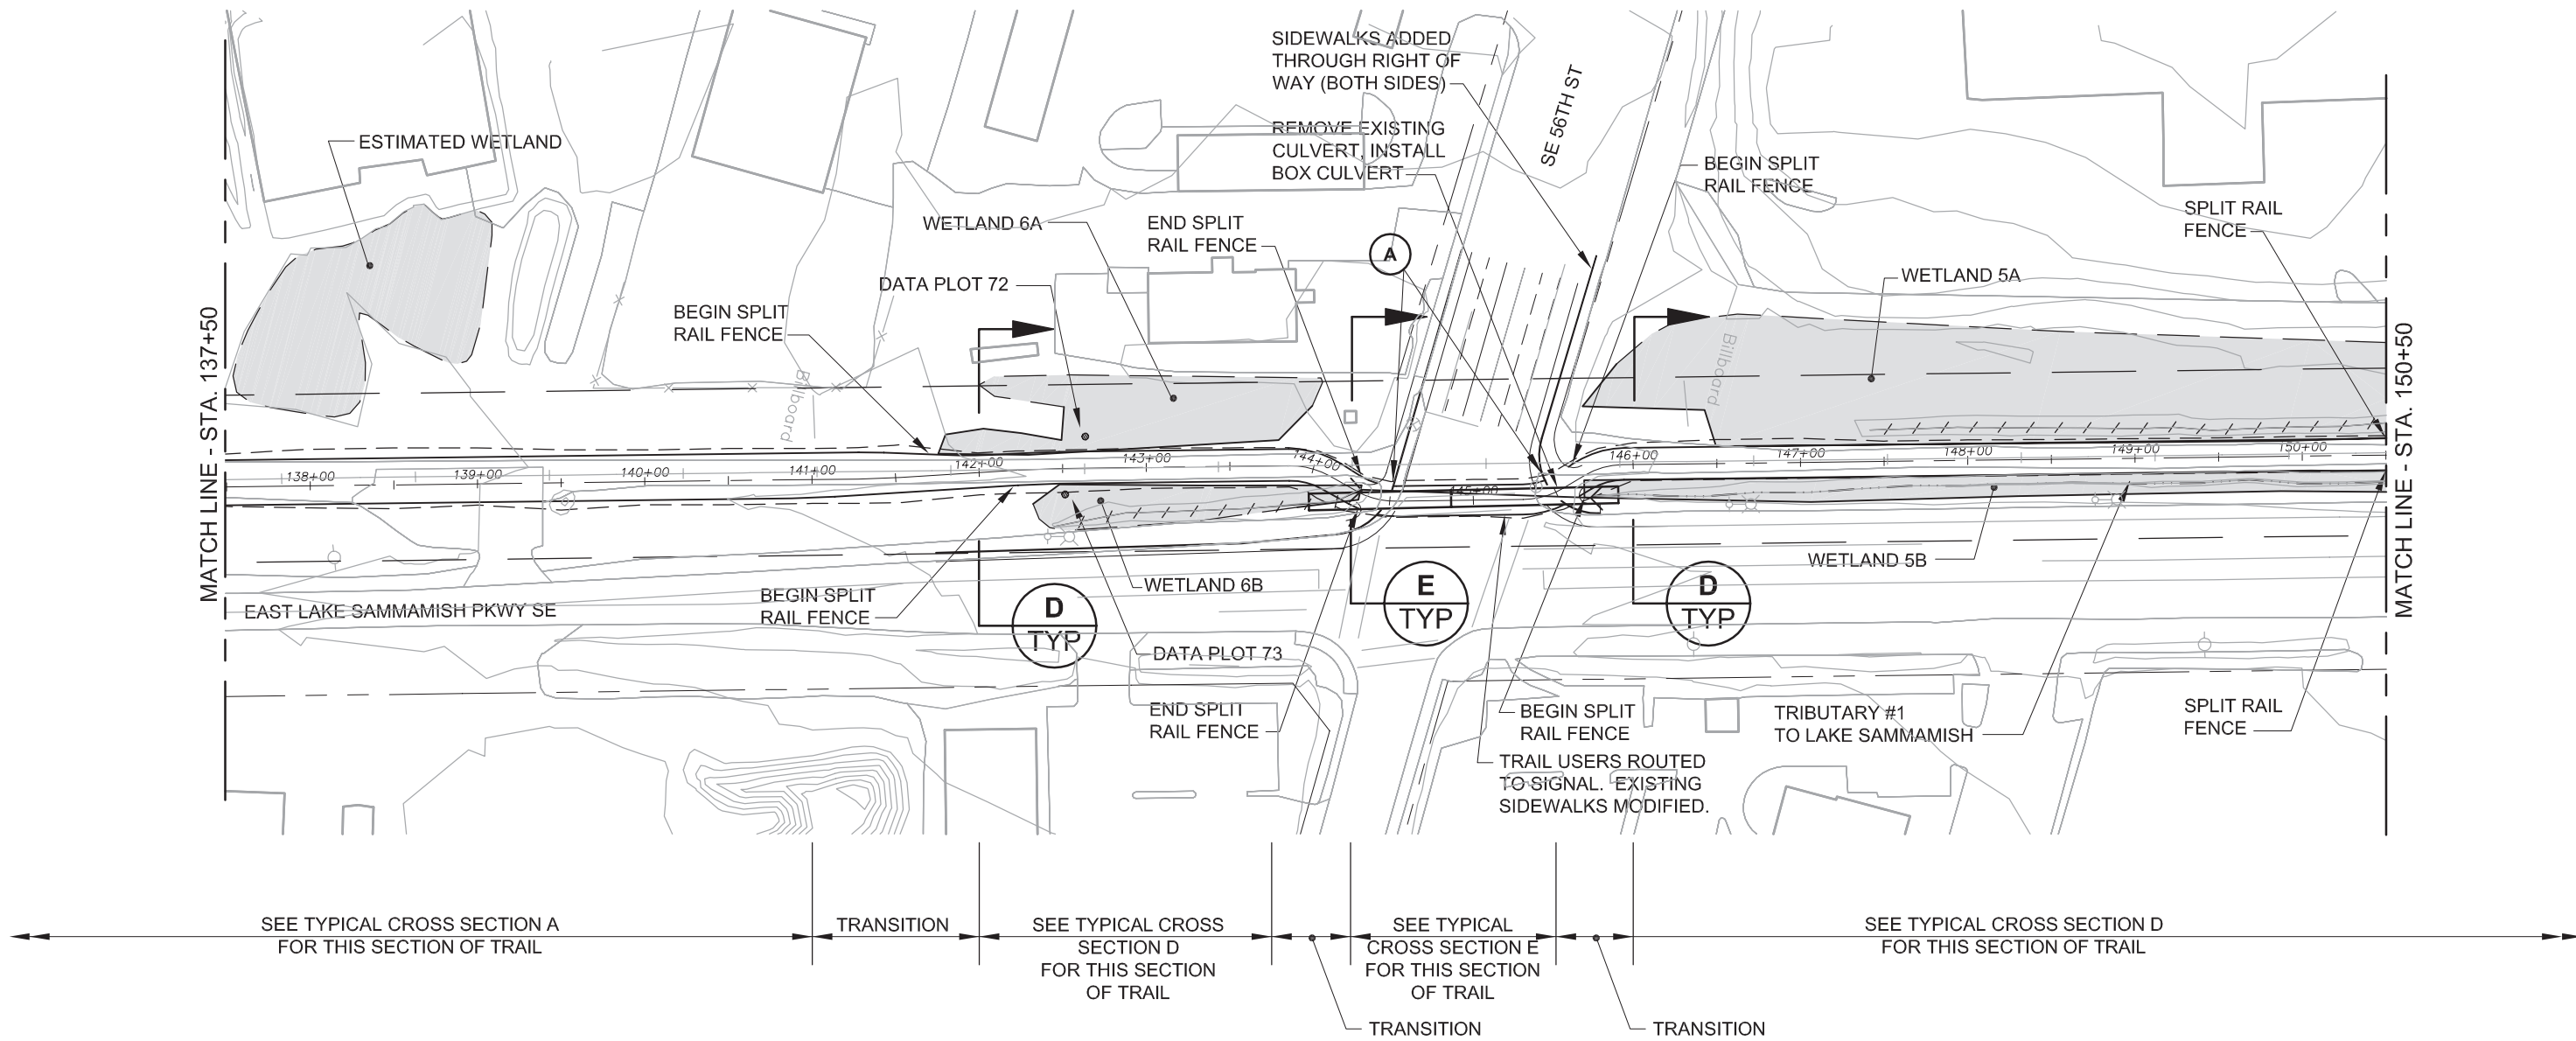 SIDEWALKS ADDED
THROUGH RIGHT OF
WAY (BOTH SIDES)
SE 56TH ST
REMOVE EXISTING
CULVERT, INSTALL
BOX CULVERT
ESTIMATED WETLAND
BEGIN SPLIT
RAIL FENCE
WETLAND 6A
END SPLIT
RAIL FENCE
SPLIT RAIL
FENCE
A
DATA PLOT 72
WETLAND 5A
BEGIN SPLIT
RAIL FENCE
Billboard
Billboard
MATCH LINE - STA. 137+50
MATCH LINE - STA. 150+50
138+00
139+00
140+00
141+00
142+00
143+00
144+00
145+00
146+00
147+00
148+00
149+00
150+00
WETLAND 5B
WETLAND 6B
BEGIN SPLIT
RAIL FENCE
EAST LAKE SAMMAMISH PKWY SE
D
TYP
E
TYP
D
TYP
DATA PLOT 73
END SPLIT
RAIL FENCE
BEGIN SPLIT
RAIL FENCE
TRIBUTARY #1
TO LAKE SAMMAMISH
SPLIT RAIL
FENCE
TRAIL USERS ROUTED
TO SIGNAL. EXISTING
SIDEWALKS MODIFIED.
SEE TYPICAL CROSS SECTION A
FOR THIS SECTION OF TRAIL
TRANSITION
SEE TYPICAL CROSS
SECTION D
FOR THIS SECTION
OF TRAIL
SEE TYPICAL
CROSS SECTION E
FOR THIS SECTION
OF TRAIL
SEE TYPICAL CROSS SECTION D
FOR THIS SECTION OF TRAIL
TRANSITION
TRANSITION